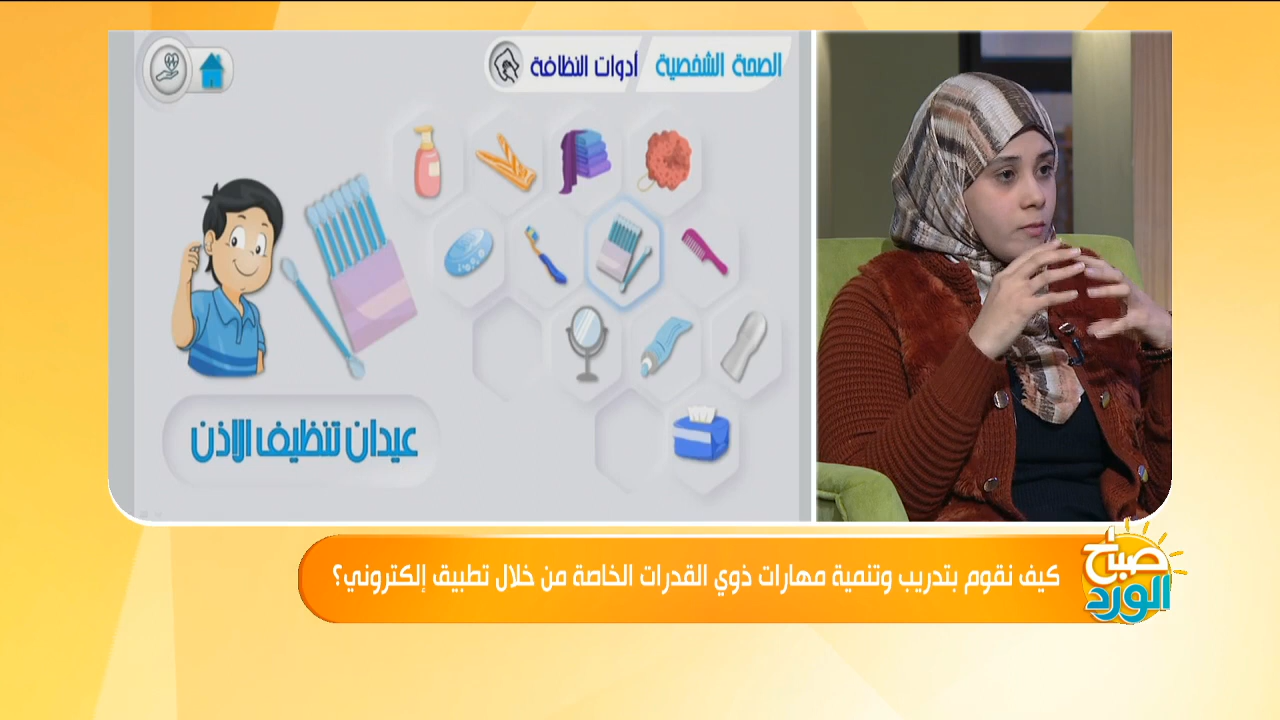 الصحة الشخصية
أدوات النظافة
عيدان تنظيف الاذن
كيف نقوم بتدريب وتنمية مهارات ذوي القدرات الخاصة من خلال تطبيق إلكتروني؟
صباح
الورد